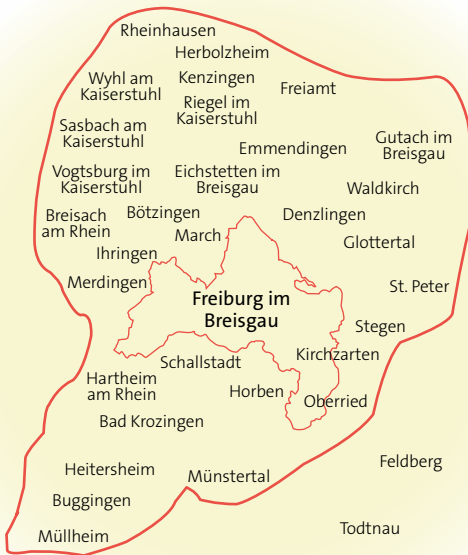 Rheinhausen
Herbolzheim
Wyhl am
Kaiserstuhl
Kenzingen
Freiamt
Riegel im
Kaiserstuhl
Sasbach am
Kaiserstuhl
Emmendingen
Gutach im
Breisgau
Vogtsburg im
Kaiserstuhl
Eichstetten im
Breisgau
Waldkirch
Breisach
am Rhein
Bötzingen
Denzlingen
March
Glottertal
Ihringen
Merdingen
St. Peter
Freiburg im
Breisgau
Stegen
Schallstadt
Kirchzarten
Hartheim
am Rhein
Horben
Oberried
Bad Krozingen
Heitersheim
Münstertal
Feldberg
Buggingen
Müllheim
Todtnau